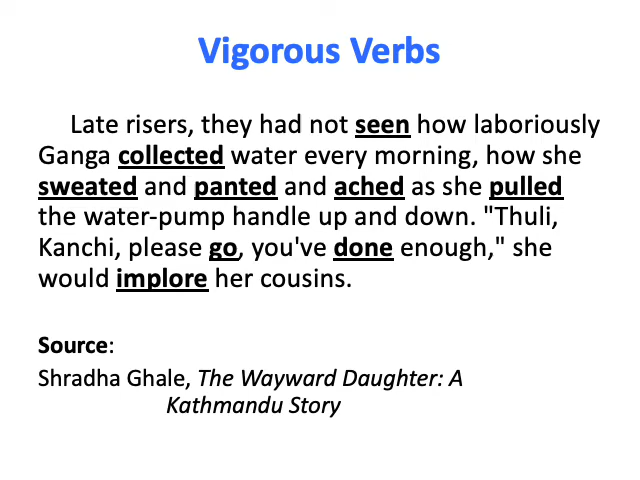 Vigorous Verbs
Late risers, they had not seen how laboriously
Ganga collected water every morning, how she
sweated and panted and ached as she pulled
the water-pump handle up and down. "Thuli,
Kanchi, please go, you've done enough," she
would implore her cousins.
Source:
Shradha Ghale, The Wayward Daughter: A
Kathmandu Story